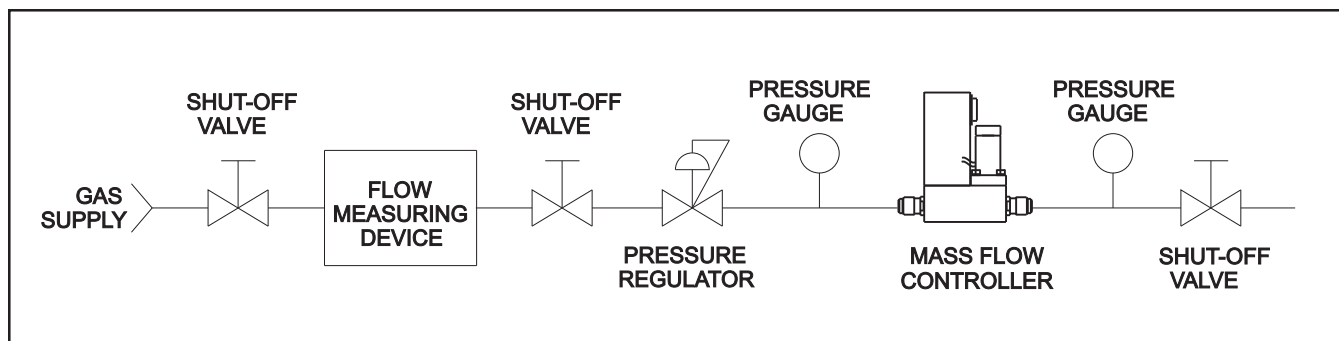 GAS
SUPPLY
SHUT-OFF
VALVE
FLOW
MEASURING
DEVICE
SHUT-OFF
VALVE
PRESSURE
REGULATOR
PRESSURE
GAUGE
MASS FLOW
CONTROLLER
PRESSURE
GAUGE
SHUT-OFF
VALVE